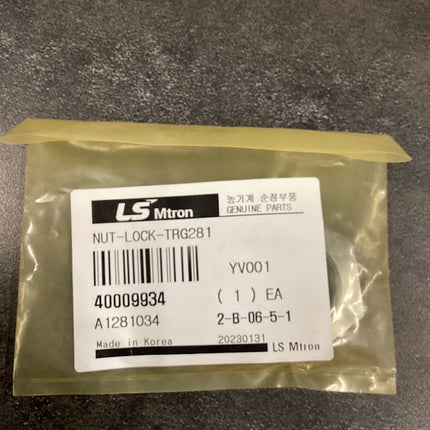 LS Mtron
농기계 순정부품
GENUINE PARTS
NUT-LOCK-TRG281
YV001
40009934
( 1 ) EA
A1281034
2-B-06-5-1
Made in Korea
20230131
LS Mtron